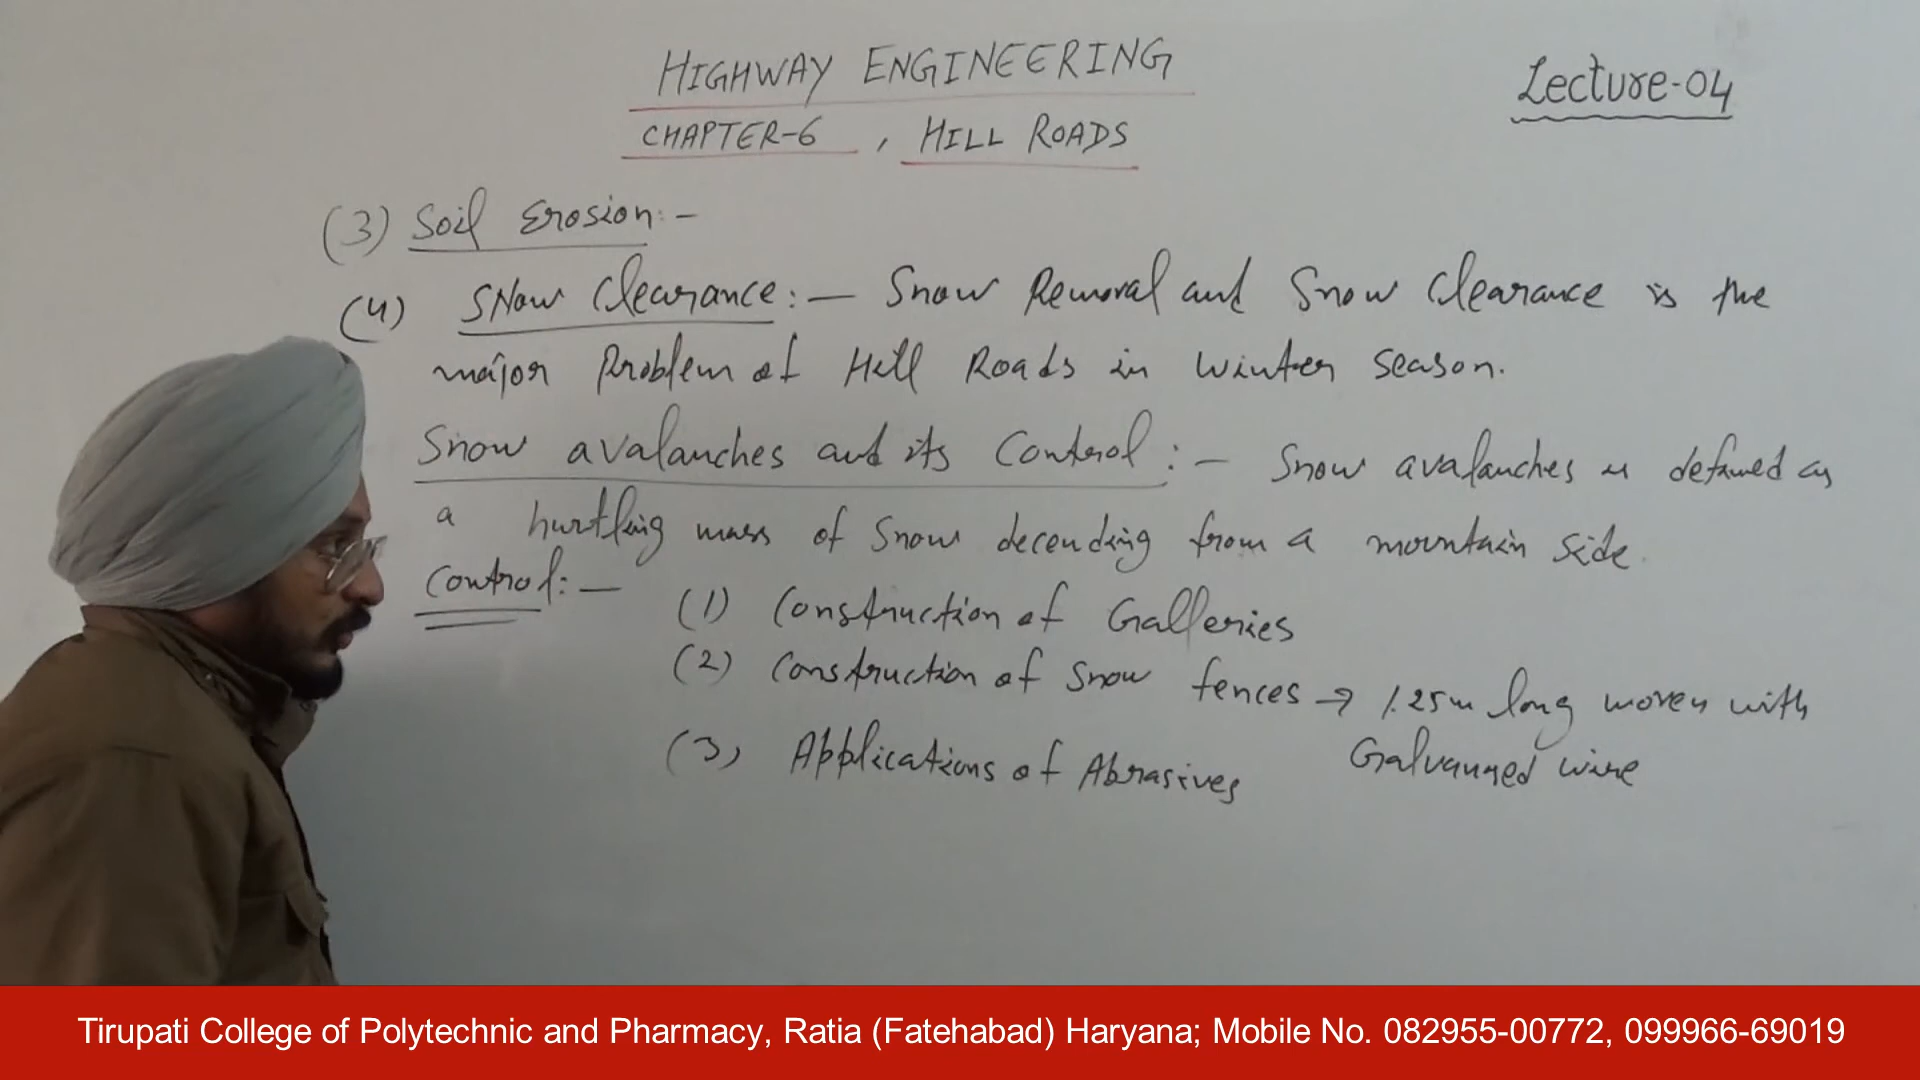 HIGHWAY ENGINEERING
Lecture-04
CHAPTER-6 , HILL ROADS
(3) Soil Erosion:-
(4) SNow Clearance:- Snow Removal and Snow Clearance is the
major Problem of Hill Roads in winter season.
Snow avalanches and its Control:- Snow avalanches is defined as
a hurtling mass of Snow decending from a mountain side.
Control:- (1) Construction of Galleries
(2) Construction of Snow fences → 1.25m long woven with
Galvanized wire
(3) Applications of Abrasives
Tirupati College of Polytechnic and Pharmacy, Ratia (Fatehabad) Haryana; Mobile No. 082955-00772, 099966-69019